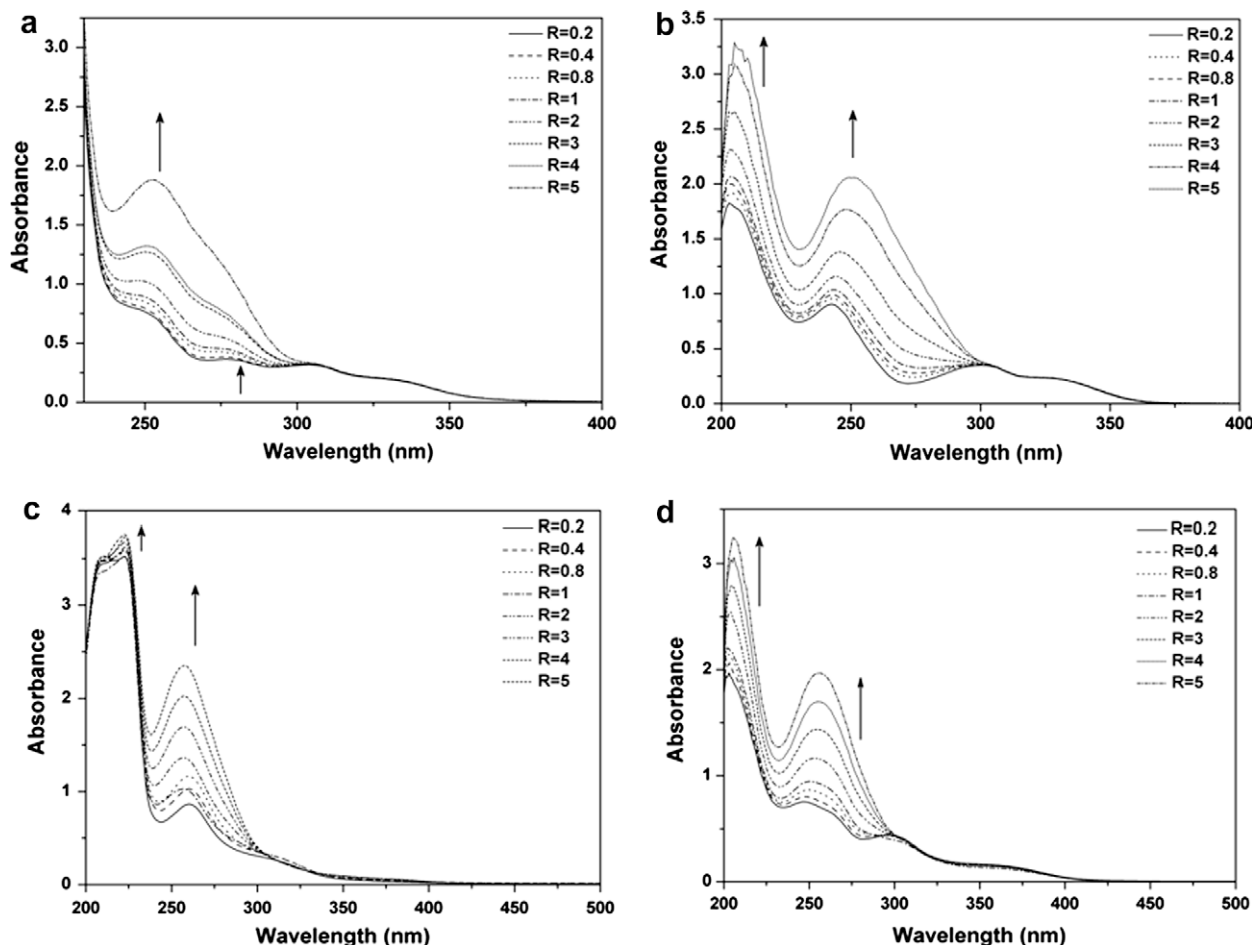 a
Absorbance
3.0
2.5
2.0
1.5
1.0
0.5
0.0
250
300
350
400
Wavelength (nm)
R=0.2
R=0.4
R=0.8
R=1
R=2
R=3
R=4
R=5
b
Absorbance
3.5
3.0
2.5
2.0
1.5
1.0
0.5
0.0
200
250
300
350
400
Wavelength (nm)
R=0.2
R=0.4
R=0.8
R=1
R=2
R=3
R=4
R=5
c
Absorbance
4
3
2
1
0
200
250
300
350
400
450
500
Wavelength (nm)
R=0.2
R=0.4
R=0.8
R=1
R=2
R=3
R=4
R=5
d
Absorbance
3
2
1
0
200
250
300
350
400
450
500
Wavelength (nm)
R=0.2
R=0.4
R=0.8
R=1
R=2
R=3
R=4
R=5